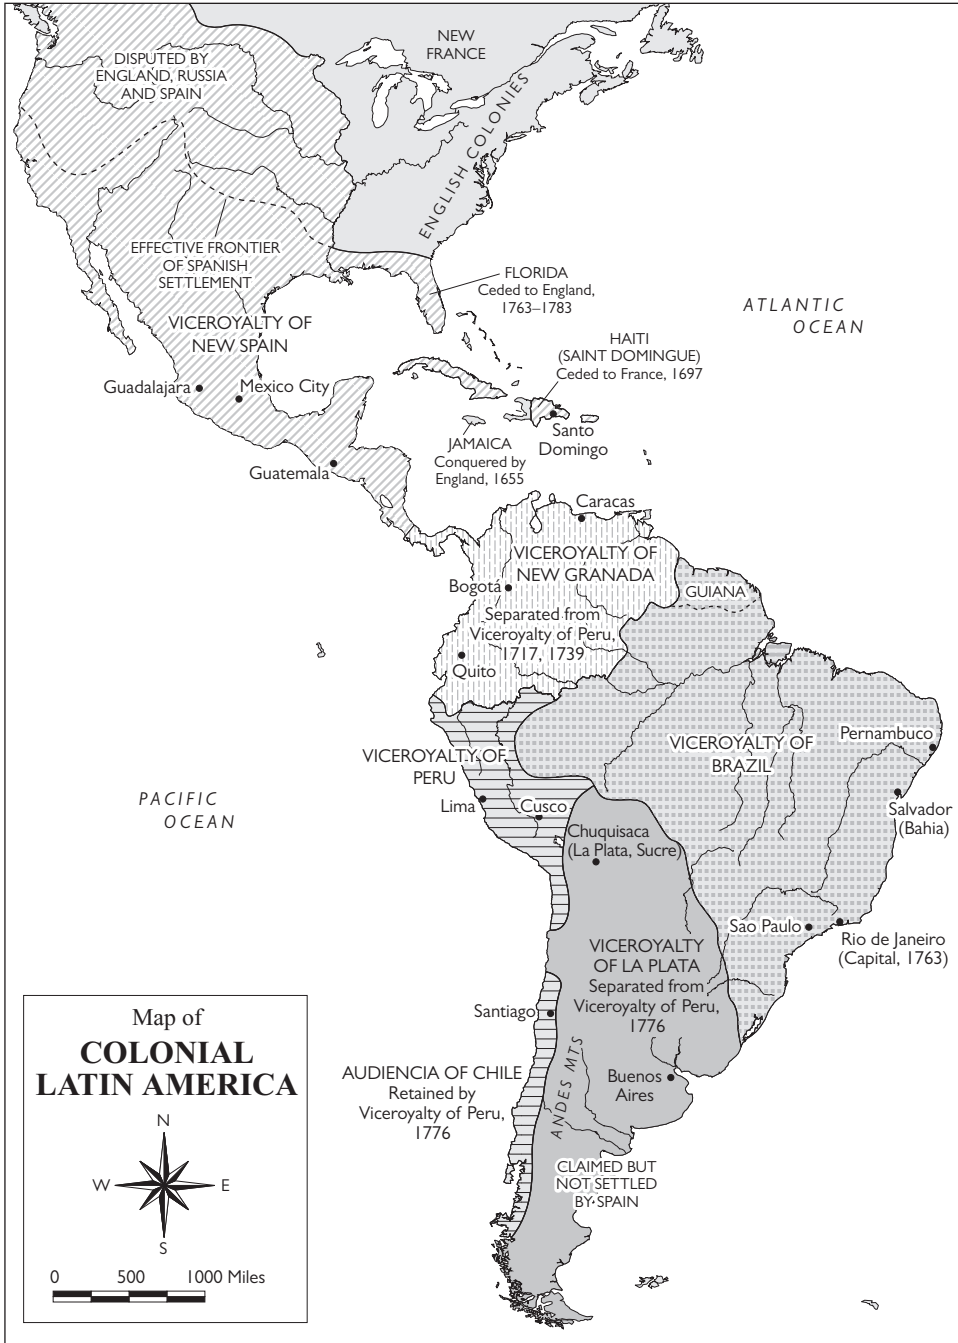 NEW
FRANCE
DISPUTED BY
ENGLAND, RUSSIA
AND SPAIN
ENGLISH COLONIES
EFFECTIVE FRONTIER
OF SPANISH
SETTLEMENT
FLORIDA
Ceded to England,
1763–1783
ATLANTIC
OCEAN
VICEROYALTY OF
NEW SPAIN
HAITI
(SAINT DOMINGUE)
Ceded to France, 1697
Guadalajara
Mexico City
Santo
Domingo
JAMAICA
Conquered by
England, 1655
Guatemala
Caracas
VICEROYALTY OF
NEW GRANADA
Bogotá
GUIANA
Separated from
Viceroyalty of Peru,
1717, 1739
Quito
VICEROYALTY OF
BRAZIL
Pernambuco
VICEROYALTY OF
PERU
Lima
Cusco
PACIFIC
OCEAN
Salvador
(Bahia)
Chuquisaca
(La Plata, Sucre)
Sao Paulo
Rio de Janeiro
(Capital, 1763)
VICEROYALTY
OF LA PLATA
Separated from
Viceroyalty of Peru,
1776
Santiago
AUDIENCIA OF CHILE
Retained by
Viceroyalty of Peru,
1776
ANDES MTS
Buenos
Aires
CLAIMED BUT
NOT SETTLED
BY SPAIN
Map of
COLONIAL
LATIN AMERICA
N
W
E
S
0 500 1000 Miles